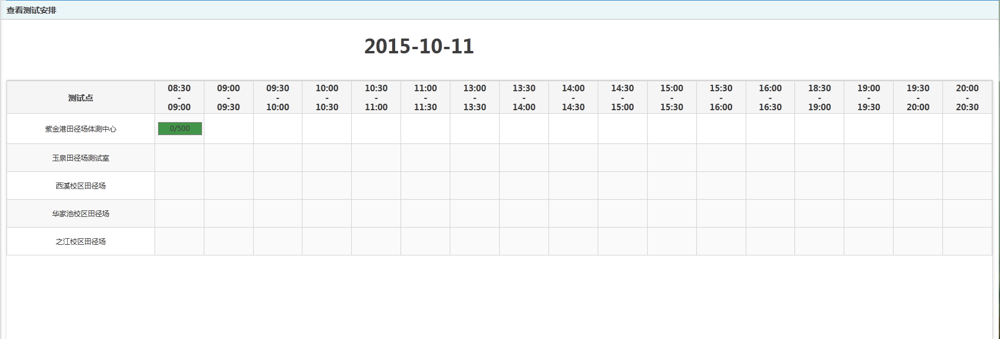 查看测试安排
2015-10-11
测试点 08:30 - 09:00 09:00 - 09:30 09:30 - 10:00 10:00 - 10:30 10:30 - 11:00 11:00 - 11:30 13:00 - 13:30 13:30 - 14:00 14:00 - 14:30 14:30 - 15:00 15:00 - 15:30 15:30 - 16:00 16:00 - 16:30 18:30 - 19:00 19:00 - 19:30 19:30 - 20:00 20:00 - 20:30
紫金港田径场体测中心 0/500
玉泉田径场测试室
西溪校区田径场
华家池校区田径场
之江校区田径场